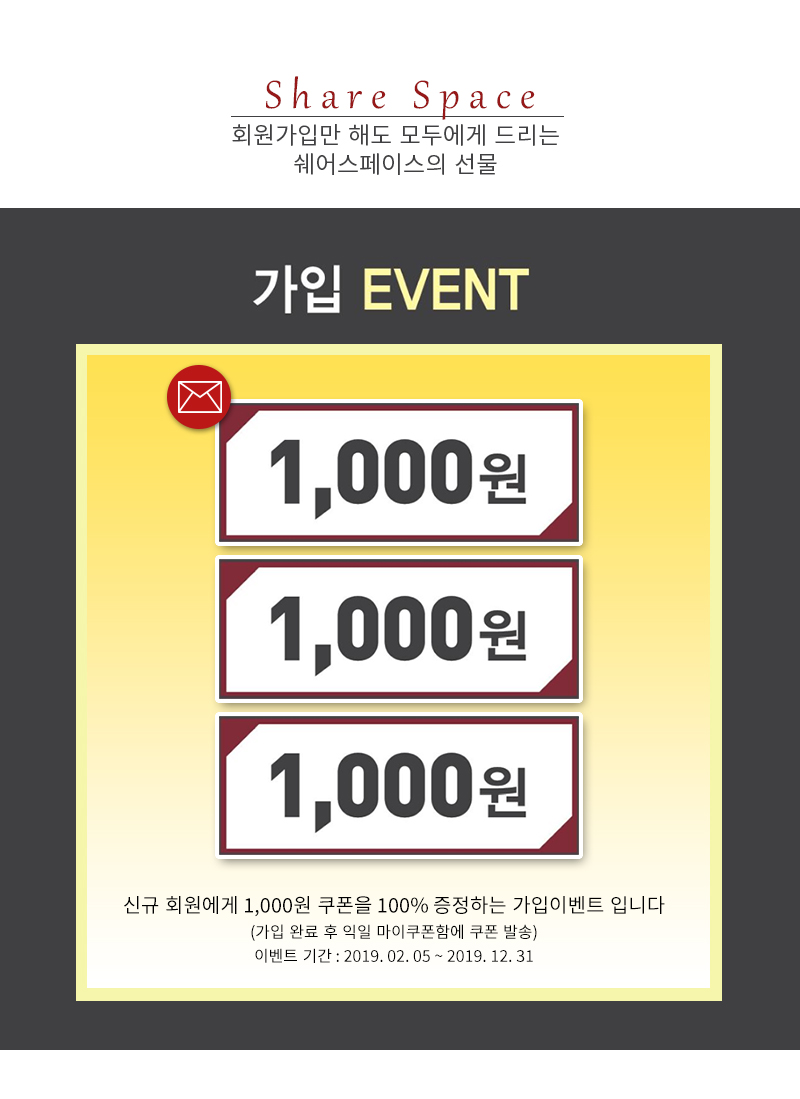 Share Space
회원가입만 해도 모두에게 드리는
쉐어스페이스의 선물
가입 EVENT
1,000원
1,000원
1,000원
신규 회원에게 1,000원 쿠폰을 100% 증정하는 가입이벤트 입니다
(가입 완료 후 익일 마이쿠폰함에 쿠폰 발송)
이벤트 기간 : 2019. 02. 05 ~ 2019. 12. 31